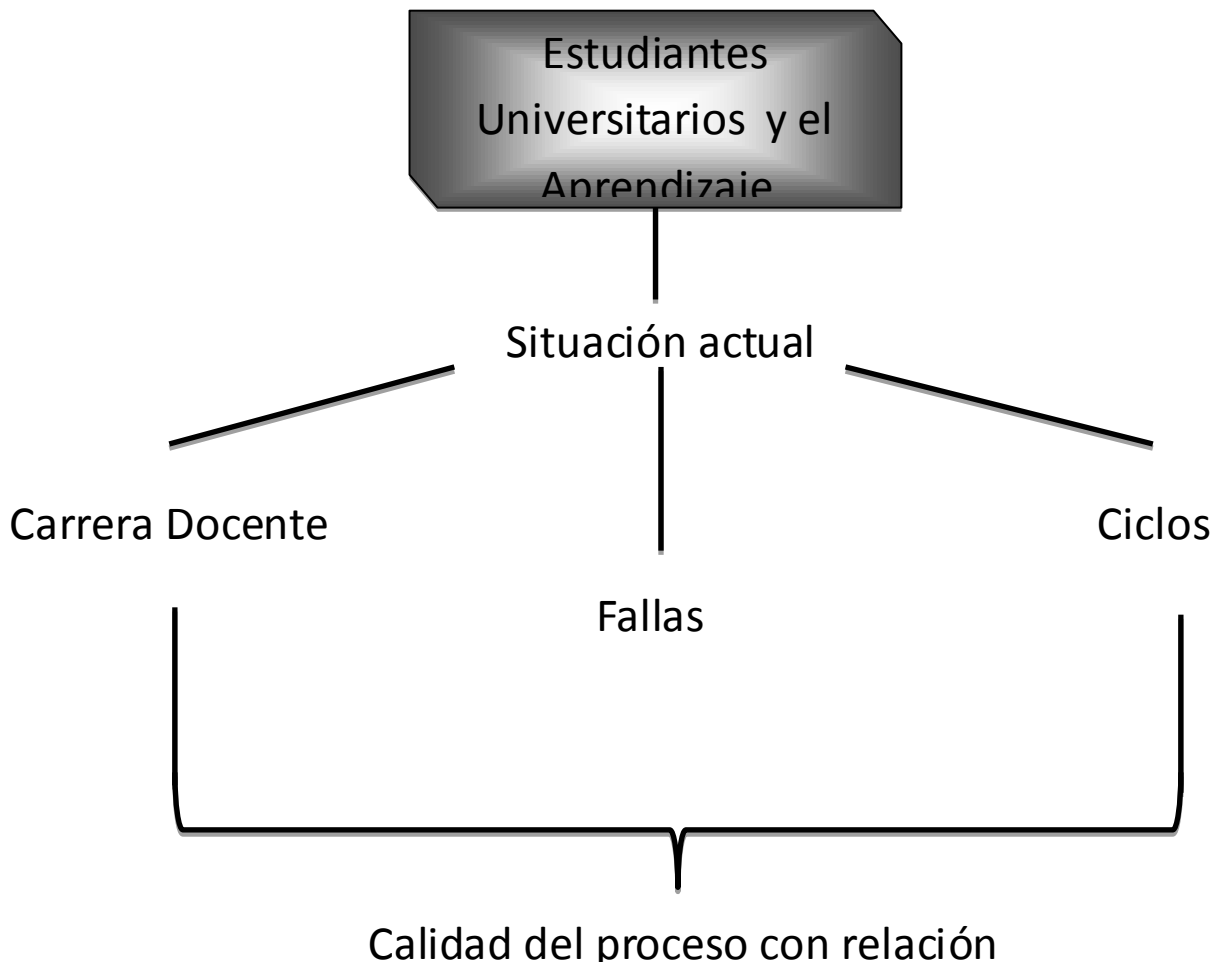 Estudiantes
Universitarios y el
Aprendizaje
Situación actual
Carrera Docente
Ciclos
Fallas
Calidad del proceso con relación